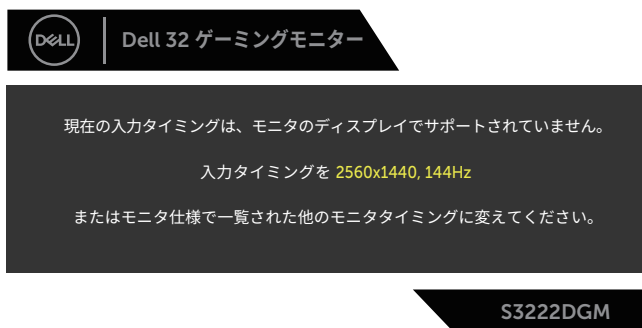 DELL
Dell 32 ゲーミングモニター
現在の入力タイミングは、モニタのディスプレイでサポートされていません。
入力タイミングを 2560x1440, 144Hz
またはモニタ仕様で一覧された他のモニタタイミングに変えてください。
S3222DGM